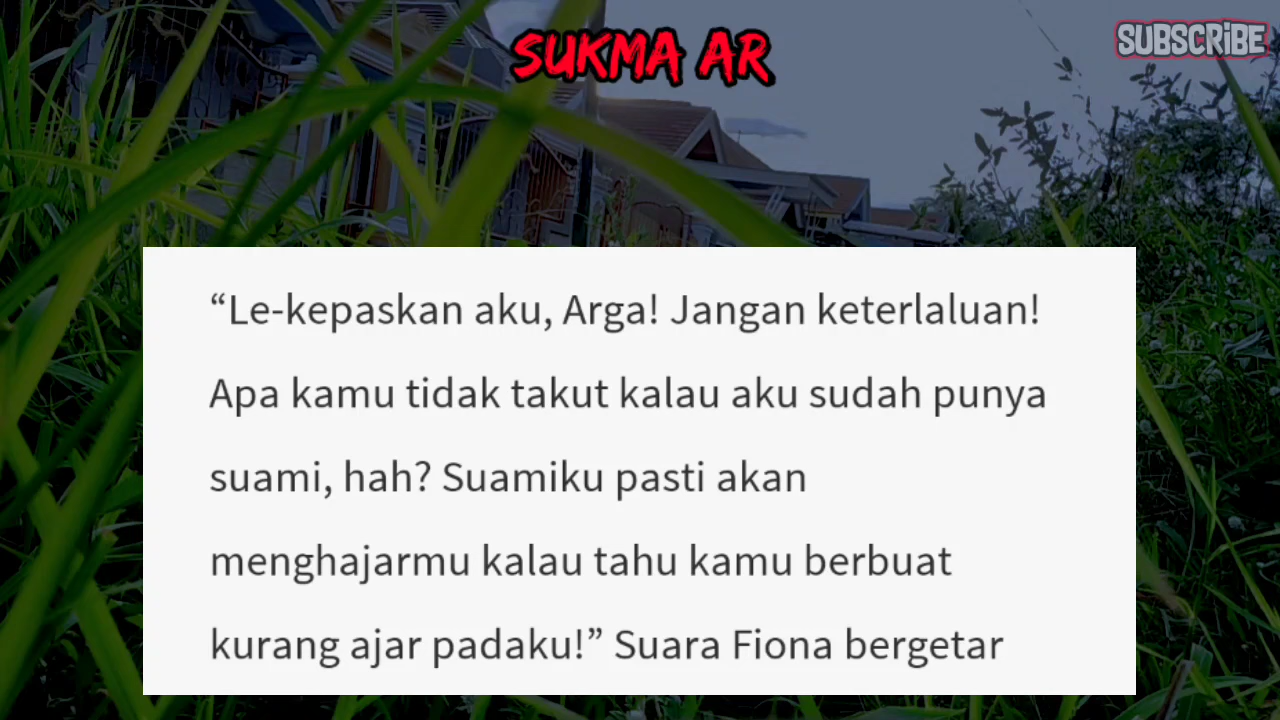 SUKMA AR
SUBSCRIBE
“Le-kepaskan aku, Arga! Jangan keterlaluan!
Apa kamu tidak takut kalau aku sudah punya
suami, hah? Suamiku pasti akan
menghajarmu kalau tahu kamu berbuat
kurang ajar padaku!” Suara Fiona bergetar